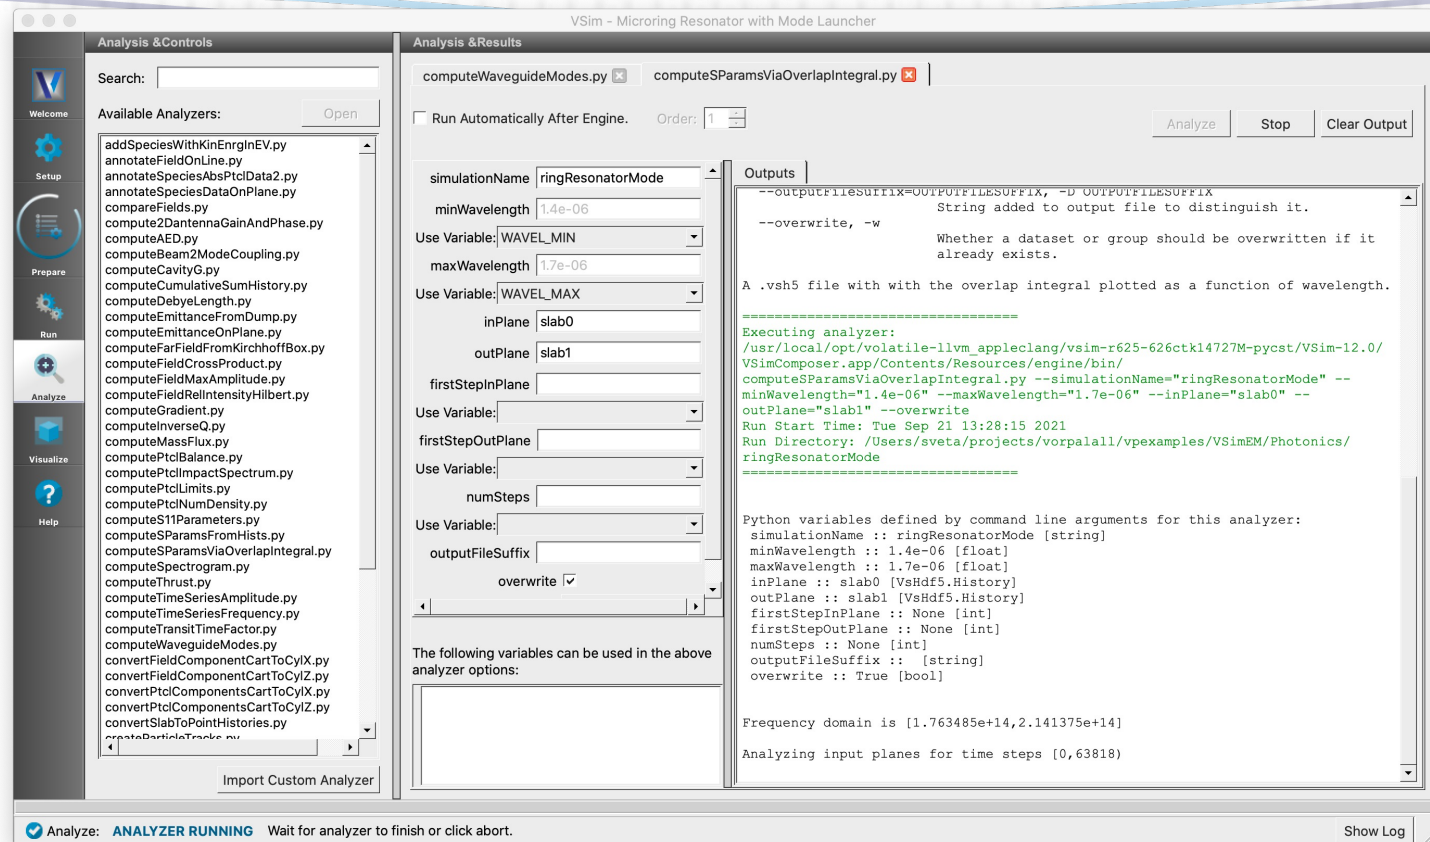 VSim - Microring Resonator with Mode Launcher
Welcome
Setup
Prepare
Run
Analyze
Visualize
?
Help
Analysis &Controls
Search:
Available Analyzers:
Open
addSpeciesWithKinEnrgInEV.py
annotateFieldOnLine.py
annotateSpeciesAbsPtclData2.py
annotateSpeciesDataOnPlane.py
compareFields.py
compute2DantennaGainAndPhase.py
computeAED.py
computeBeam2ModeCoupling.py
computeCavityG.py
computeCumulativeSumHistory.py
computeDebyeLength.py
computeEmittanceFromDump.py
computeEmittanceOnPlane.py
computeFarFieldFromKirchhoffBox.py
computeFieldCrossProduct.py
computeFieldMaxAmplitude.py
computeFieldRelIntensityHilbert.py
computeGradient.py
computeInverseQ.py
computeMassFlux.py
computePtclBalance.py
computePtclImpactSpectrum.py
computePtclLimits.py
computePtclNumDensity.py
computeS11Parameters.py
computeSParamsFromHists.py
computeSParamsViaOverlapIntegral.py
computeSpectrogram.py
computeThrust.py
computeTimeSeriesAmplitude.py
computeTimeSeriesFrequency.py
computeTransitTimeFactor.py
computeWaveguideModes.py
convertFieldComponentCartToCylX.py
convertFieldComponentCartToCylZ.py
convertPtclComponentsCartToCylX.py
convertPtclComponentsCartToCylZ.py
convertSlabToPointHistories.py
createParticleTracks.py
Import Custom Analyzer
Analysis &Results
computeWaveguideModes.py
computeSParamsViaOverlapIntegral.py
Run Automatically After Engine.
Order: 1
Analyze
Stop
Clear Output
simulationName ringResonatorMode
minWavelength 1.4e-06
Use Variable: WAVEL_MIN
maxWavelength 1.7e-06
Use Variable: WAVEL_MAX
inPlane slab0
outPlane slab1
firstStepInPlane
Use Variable:
firstStepOutPlane
Use Variable:
numSteps
Use Variable:
outputFileSuffix
overwrite
The following variables can be used in the above
analyzer options:
Outputs
--outputFileSuffix=OUTPUTFILESUFFIX, -D OUTPUTFILESUFFIX
String added to output file to distinguish it.
--overwrite, -w
Whether a dataset or group should be overwritten if it
already exists.
A .vsh5 file with with the overlap integral plotted as a function of wavelength.
==================================
Executing analyzer:
/usr/local/opt/volatile-llvm_appleclang/vsim-r625-626ctk14727M-pycst/VSim-12.0/
VSimComposer.app/Contents/Resources/engine/bin/
computeSParamsViaOverlapIntegral.py --simulationName="ringResonatorMode" --
minWavelength="1.4e-06" --maxWavelength="1.7e-06" --inPlane="slab0" --
outPlane="slab1" --overwrite
Run Start Time: Tue Sep 21 13:28:15 2021
Run Directory: /Users/sveta/projects/vorpalall/vpexamples/VSimEM/Photonics/
ringResonatorMode
==================================
Python variables defined by command line arguments for this analyzer:
simulationName :: ringResonatorMode [string]
minWavelength :: 1.4e-06 [float]
maxWavelength :: 1.7e-06 [float]
inPlane :: slab0 [VsHdf5.History]
outPlane :: slab1 [VsHdf5.History]
firstStepInPlane :: None [int]
firstStepOutPlane :: None [int]
numSteps :: None [int]
outputFileSuffix ::  [string]
overwrite :: True [bool]
Frequency domain is [1.763485e+14,2.141375e+14]
Analyzing input planes for time steps [0,63818)
Analyze: ANALYZER RUNNING Wait for analyzer to finish or click abort.
Show Log